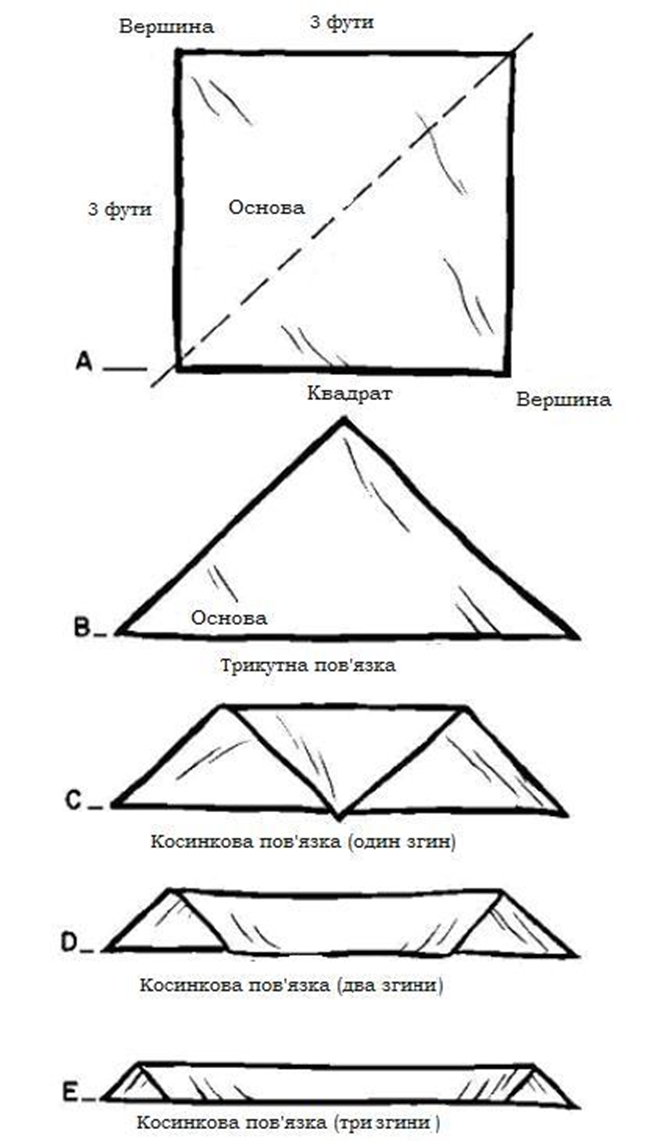 Вершина
3 фути
3 фути
Основа
A
Квадрат
Вершина
Основа
B
Трикутна пов'язка
C
Косинкова пов'язка (один згин)
D
Косинкова пов'язка (два згини)
E
Косинкова пов'язка (три згини )